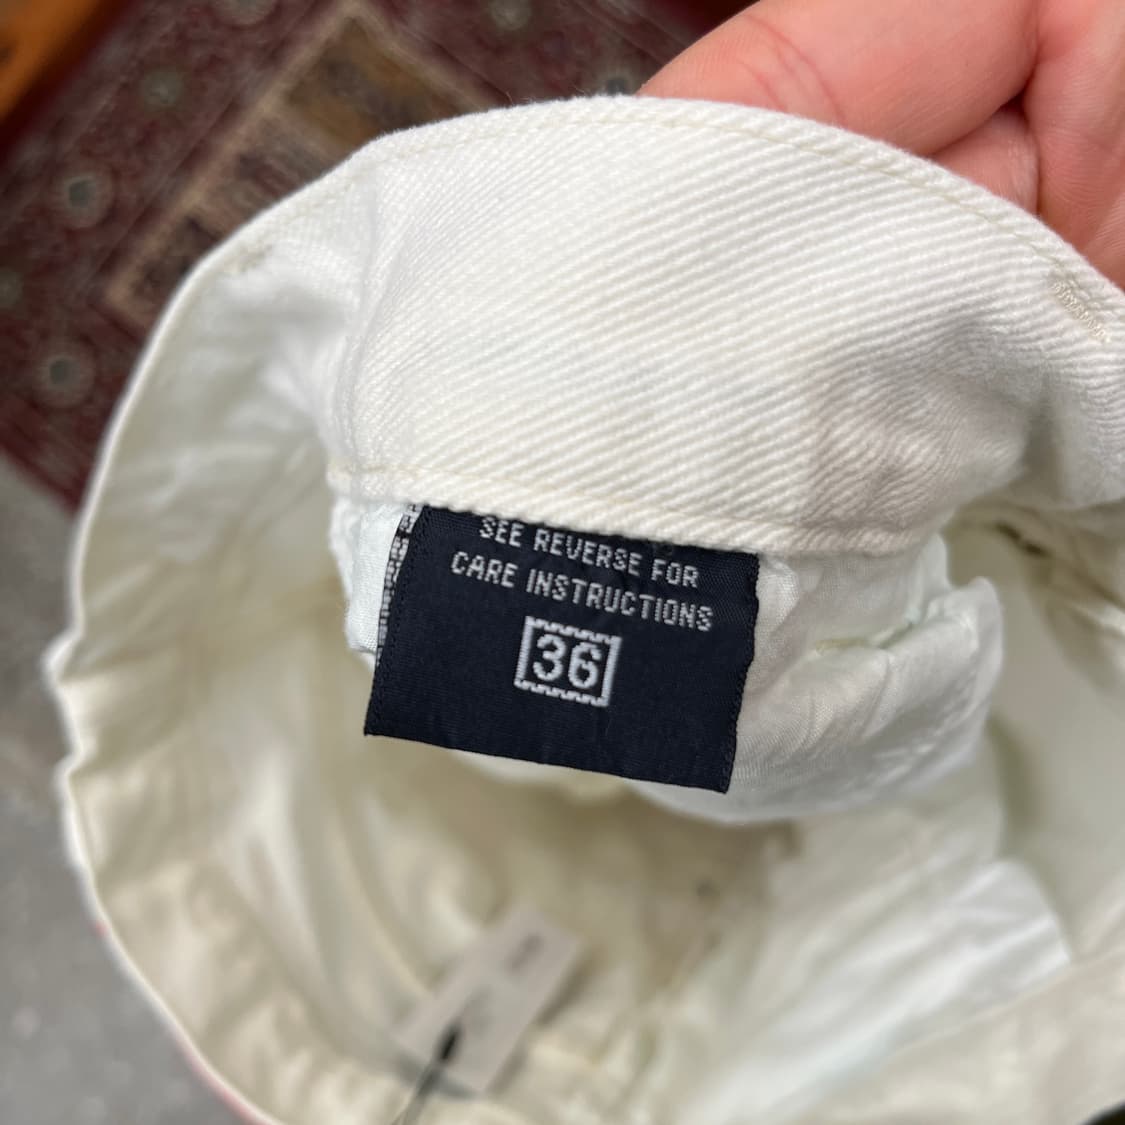 SEE REVERSE FOR
CARE INSTRUCTIONS
36